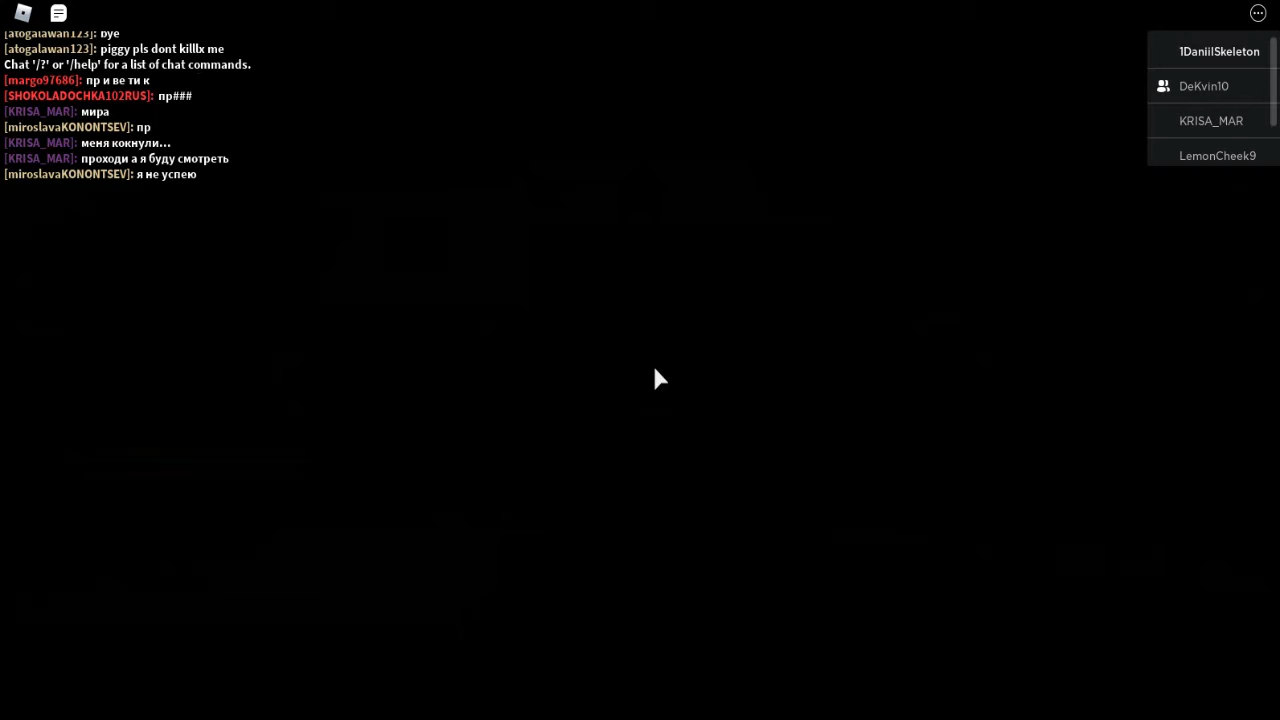 [atogalawan123]: bye
[atogalawan123]: piggy pls dont killlx me
Chat '/?' or '/help' for a list of chat commands.
[margo97686]: пр и ве ти к
[SHOKOLADOCHKA102RUS]: пр###
[KRISA_MAR]: мира
[miroslavaKONONTSEV]: пр
[KRISA_MAR]: меня кокнули...
[KRISA_MAR]: проходи а я буду смотреть
[miroslavaKONONTSEV]: я не успею
1DaniilSkeleton
DeKvin10
KRISA_MAR
LemonCheek9